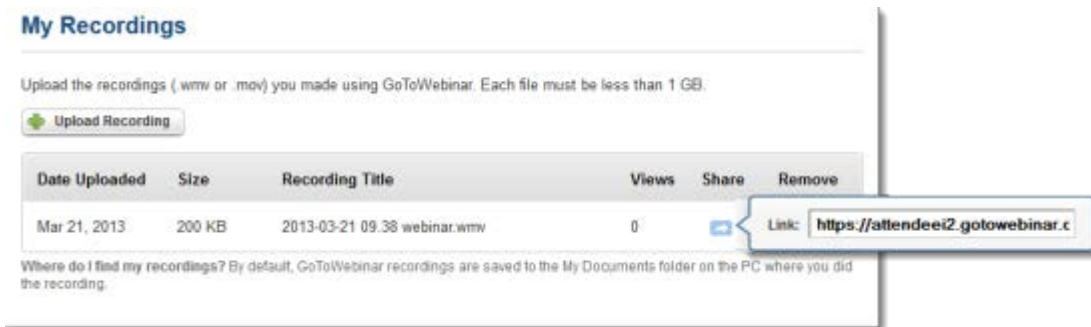 My Recordings
Upload the recordings (.wmv or .mov) you made using GoToWebinar. Each file must be less than 1 GB.
Upload Recording
Date Uploaded Size Recording Title Views Share Remove
Mar 21, 2013 200 KB 2013-03-21 09.38 webinar.wmv 0 Link: https://attendeei2.gotowebinar.c
Where do I find my recordings? By default, GoToWebinar recordings are saved to the My Documents folder on the PC where you did
the recording.